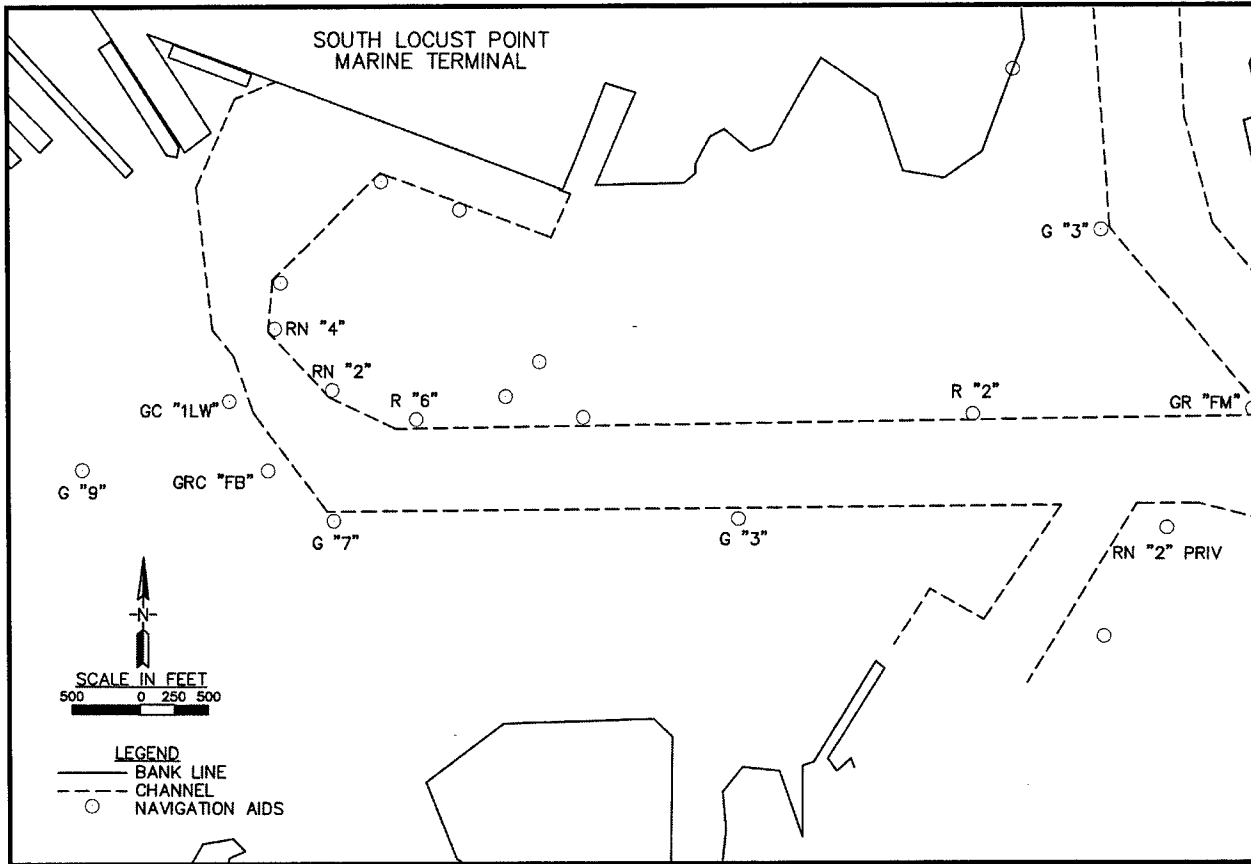 SOUTH LOCUST POINT
MARINE TERMINAL
G "3"
RN "4"
RN "2"
R "6"
R "2"
GR "FM"
GC "1LW"
GRC "FB"
G "9"
G "7"
G "3"
RN "2" PRIV
N
SCALE IN FEET
500 0 250 500
LEGEND
BANK LINE
CHANNEL
NAVIGATION AIDS